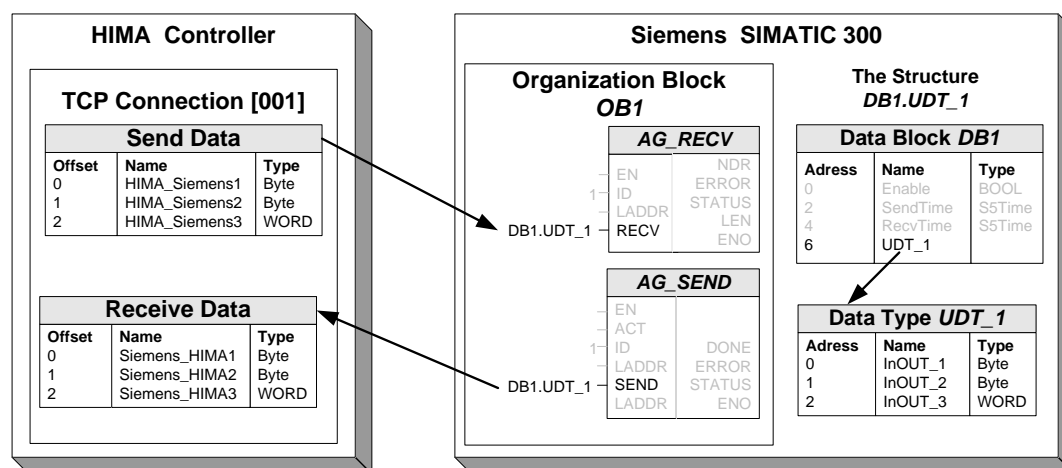 HIMA Controller
TCP Connection [001]
Send Data
Offset Name Type
0 HIMA_Siemens1 Byte
1 HIMA_Siemens2 Byte
2 HIMA_Siemens3 WORD
Receive Data
Offset Name Type
0 Siemens_HIMA1 Byte
1 Siemens_HIMA2 Byte
2 Siemens_HIMA3 WORD
Siemens SIMATIC 300
Organization Block
OB1
AG_RECV
NDR
EN
ERROR
1 ID
STATUS
LADDR
LEN
DB1.UDT_1 RECV
ENO
AG_SEND
EN
ACT
1 ID DONE
LADDR ERROR
DB1.UDT_1 SEND STATUS
LADDR ENO
The Structure
DB1.UDT_1
Data Block DB1
Adress Name Type
0 Enable BOOL
2 SendTime S5Time
4 RecvTime S5Time
6 UDT_1
Data Type UDT_1
Adress Name Type
0 InOUT_1 Byte
1 InOUT_2 Byte
2 InOUT_3 WORD